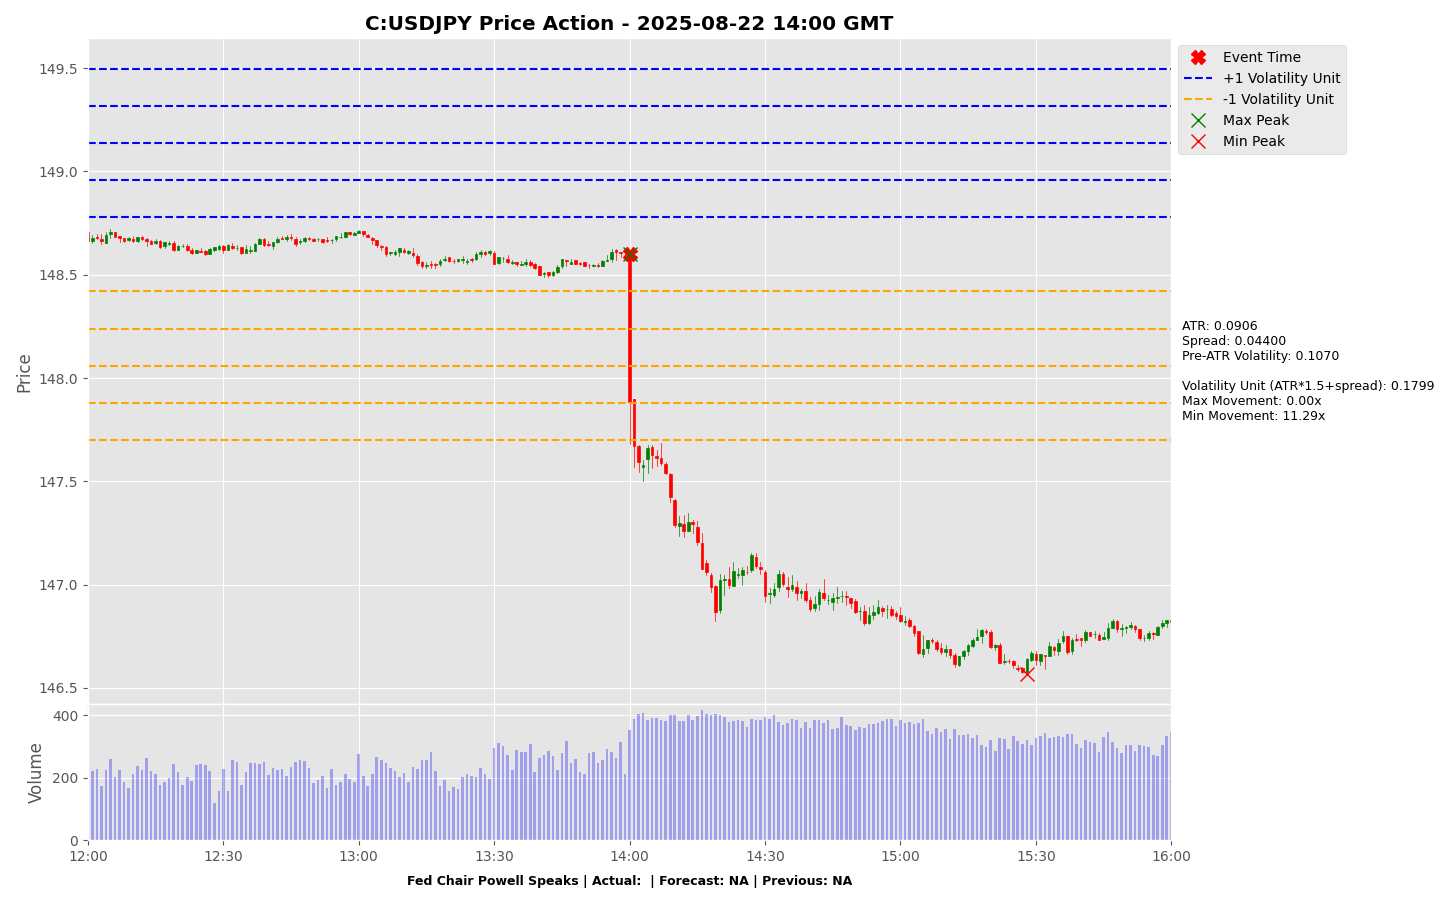 C:USDJPY Price Action - 2025-08-22 14:00 GMT
Event Time
+1 Volatility Unit
-1 Volatility Unit
Max Peak
Min Peak
Price
149.5
149.0
148.5
148.0
147.5
147.0
146.5
ATR: 0.0906
Spread: 0.04400
Pre-ATR Volatility: 0.1070
Volatility Unit (ATR*1.5+spread): 0.1799
Max Movement: 0.00x
Min Movement: 11.29x
Volume
400
200
0
12:00 12:30 13:00 13:30 14:00 14:30 15:00 15:30 16:00
Fed Chair Powell Speaks | Actual:  | Forecast: NA | Previous: NA